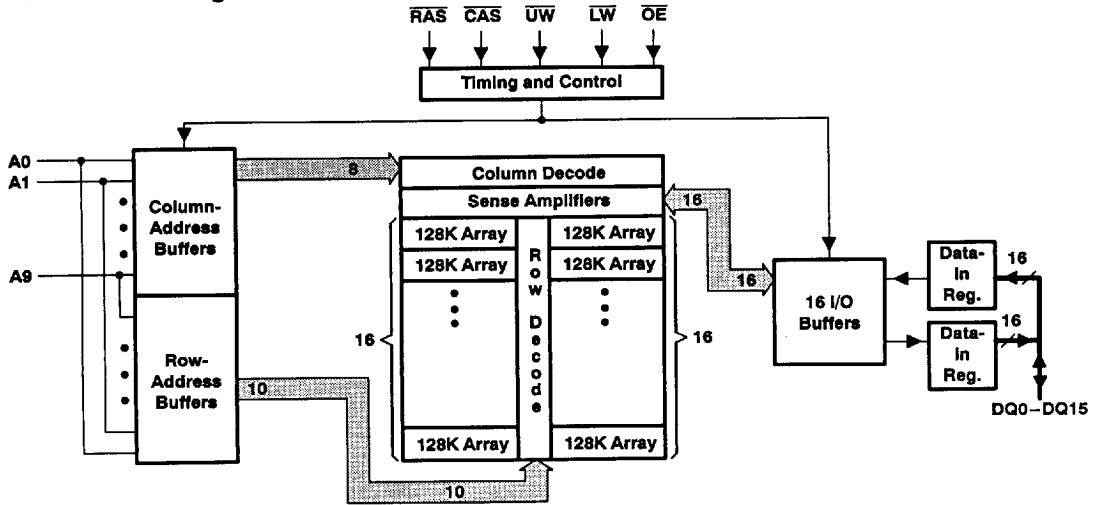 RAS CAS UW LW OE
Timing and Control
A0
A1
A9
Column-
Address
Buffers
Row-
Address
Buffers
8
10
10
Column Decode
Sense Amplifiers
128K Array
128K Array
128K Array
128K Array
128K Array
128K Array
Row Decode
16
16
16
16
16 I/O
Buffers
Data-
In
Reg.
16
Data-
In
Reg.
16
DQ0–DQ15